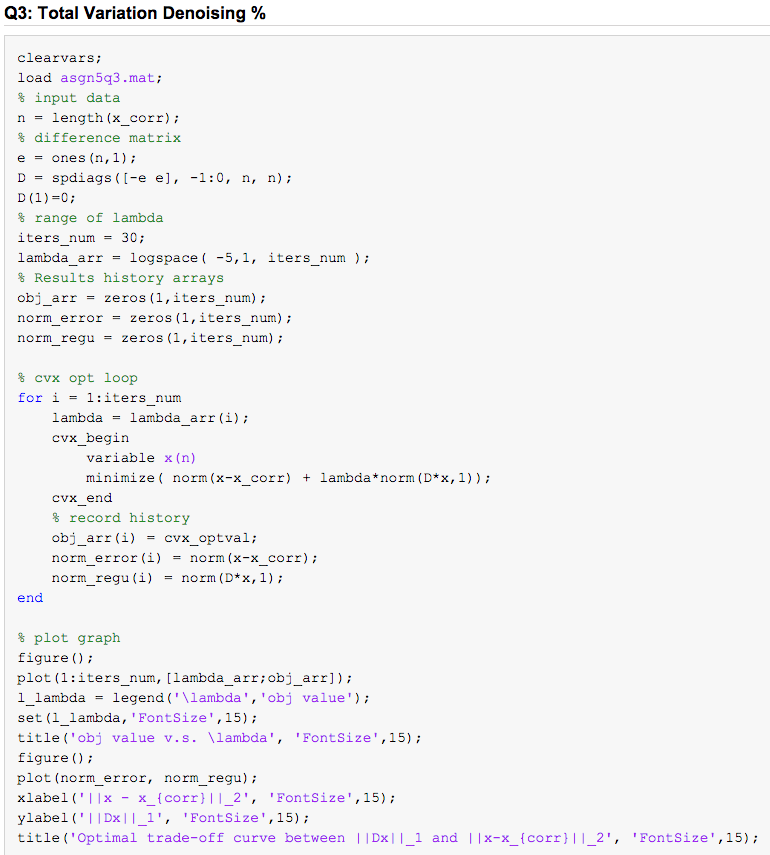 Q3: Total Variation Denoising %
clearvars;
load asgn5q3.mat;
% input data
n = length(x_corr);
% difference matrix
e = ones(n,1);
D = spdiags([-e e], -1:0, n, n);
D(1)=0;
% range of lambda
iters_num = 30;
lambda_arr = logspace( -5,1, iters_num );
% Results history arrays
obj_arr = zeros(1,iters_num);
norm_error = zeros(1,iters_num);
norm_regu = zeros(1,iters_num);
% cvx opt loop
for i = 1:iters_num
    lambda = lambda_arr(i);
    cvx_begin
        variable x(n)
        minimize( norm(x-x_corr) + lambda*norm(D*x,1));
    cvx_end
    % record history
    obj_arr(i) = cvx_optval;
    norm_error(i) = norm(x-x_corr);
    norm_regu(i) = norm(D*x,1);
end
% plot graph
figure();
plot(1:iters_num,[lambda_arr;obj_arr]);
l_lambda = legend('\lambda','obj value');
set(l_lambda,'FontSize',15);
title('obj value v.s. \lambda', 'FontSize',15);
figure();
plot(norm_error, norm_regu);
xlabel('||x - x_{corr}||_2', 'FontSize',15);
ylabel('||Dx||_1', 'FontSize',15);
title('Optimal trade-off curve between ||Dx||_1 and ||x-x_{corr}||_2', 'FontSize',15);